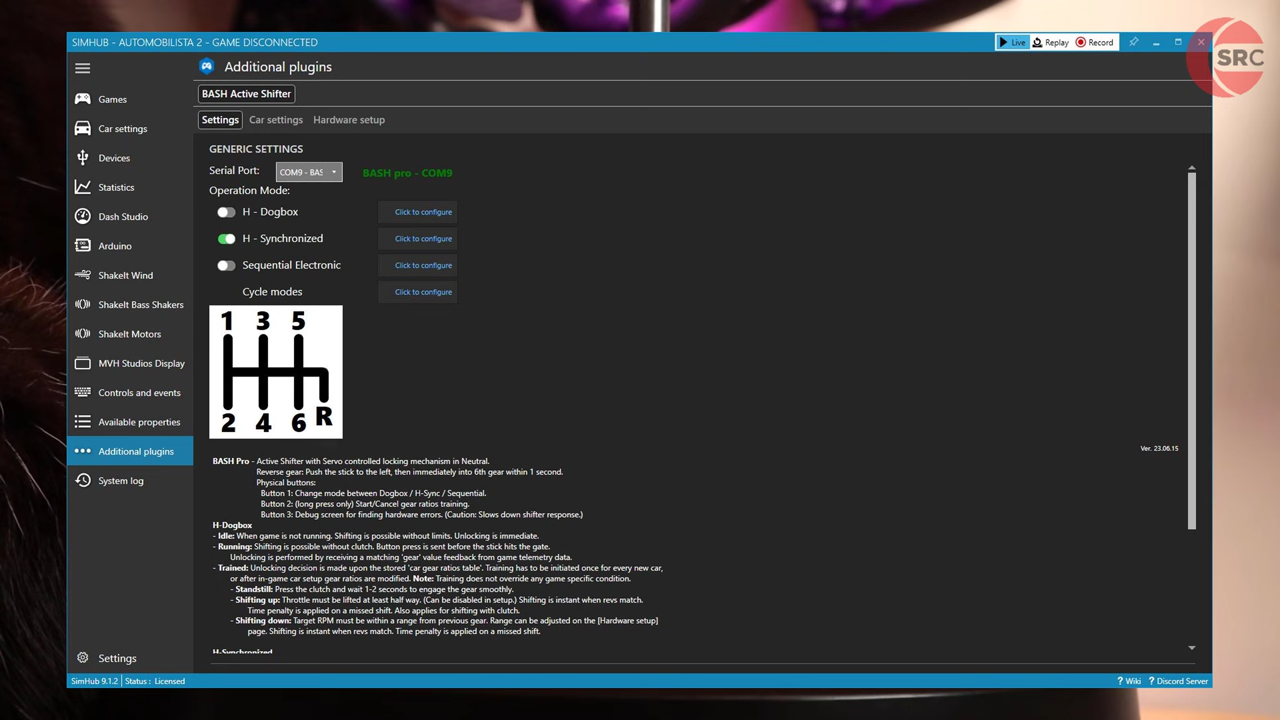 SIMHUB - AUTOMOBILISTA 2 - GAME DISCONNECTED
Live Replay Record
SRC
Additional plugins
Games
Car settings
Devices
Statistics
Dash Studio
Arduino
ShakeIt Wind
ShakeIt Bass Shakers
ShakeIt Motors
MVH Studios Display
Controls and events
Available properties
Additional plugins
System log
Settings
BASH Active Shifter
Settings Car settings Hardware setup
GENERIC SETTINGS
Serial Port: COM9 - BAS BASH pro - COM9
Operation Mode:
H - Dogbox Click to configure
H - Synchronized Click to configure
Sequential Electronic Click to configure
Cycle modes Click to configure
1 3 5
2 4 6 R
Ver. 23.06.15
BASH Pro - Active Shifter with Servo controlled locking mechanism in Neutral.
Reverse gear: Push the stick to the left, then immediately into 6th gear within 1 second.
Physical buttons:
Button 1: Change mode between Dogbox / H-Sync / Sequential.
Button 2: (long press only) Start/Cancel gear ratios training.
Button 3: Debug screen for finding hardware errors. (Caution: Slows down shifter response.)
H-Dogbox
- Idle: When game is not running. Shifting is possible without limits. Unlocking is immediate.
- Running: Shifting is possible without clutch. Button press is sent before the stick hits the gate.
Unlocking is performed by receiving a matching 'gear' value feedback from game telemetry data.
- Trained: Unlocking decision is made upon the stored 'car gear ratios table'. Training has to be initiated once for every new car,
or after in-game car setup gear ratios are modified. Note: Training does not override any game specific condition.
- Standstill: Press the clutch and wait 1-2 seconds to engage the gear smoothly.
- Shifting up: Throttle must be lifted at least half way. (Can be disabled in setup.) Shifting is instant when revs match.
Time penalty is applied on a missed shift. Also applies for shifting with clutch.
- Shifting down: Target RPM must be within a range from previous gear. Range can be adjusted on the [Hardware setup]
page. Shifting is instant when revs match. Time penalty is applied on a missed shift.
H-Synchronized
SimHub 9.1.2 Status : Licensed
? Wiki ? Discord Server